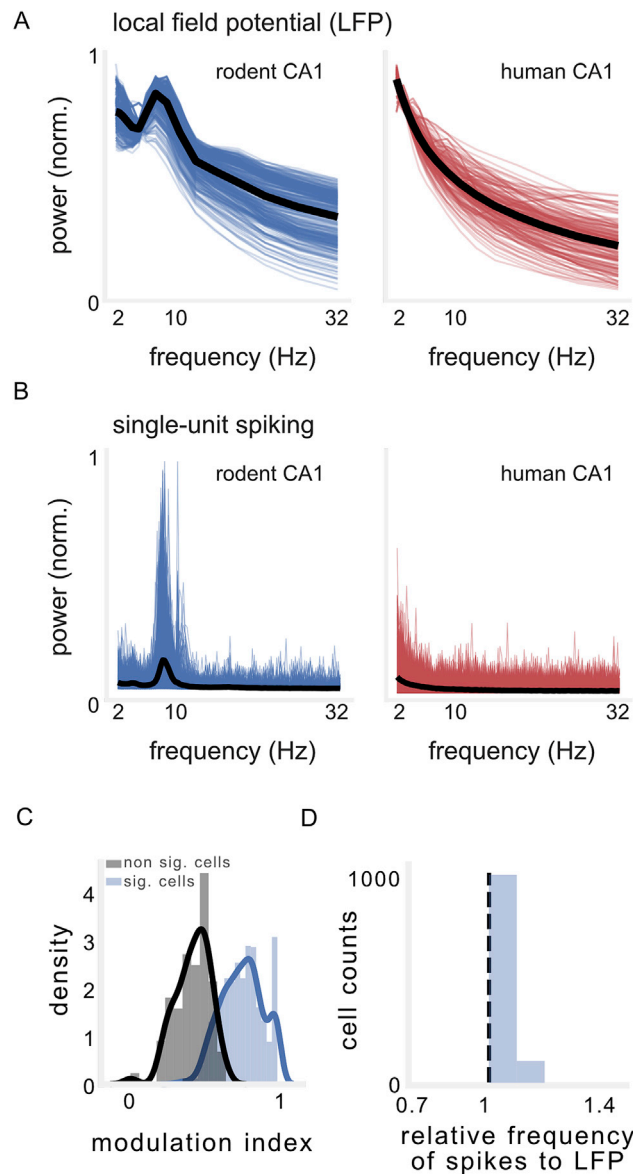 A
local field potential (LFP)
rodent CA1
human CA1
power (norm.)
1
0
2 10 32
2 10 32
frequency (Hz)
frequency (Hz)
B
single-unit spiking
rodent CA1
human CA1
power (norm.)
1
0
2 10 32
2 10 32
frequency (Hz)
frequency (Hz)
C
non sig. cells
sig. cells
density
4
3
2
1
0
0 1
modulation index
D
cell counts
1000
0
0.7 1 1.4
relative frequency
of spikes to LFP